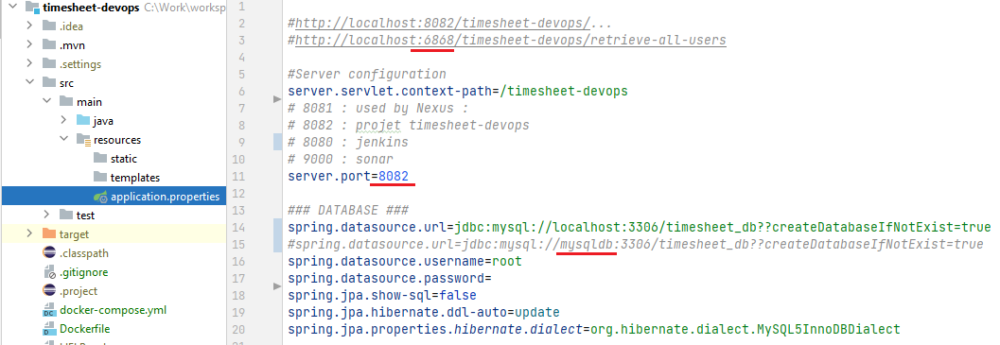 timesheet-devops C:\Work\worksp
.idea
.mvn
.settings
src
main
java
resources
static
templates
application.properties
test
target
.classpath
.gitignore
.project
docker-compose.yml
Dockerfile
1
2 #http://localhost:8082/timesheet-devops/...
3 #http://localhost:6868/timesheet-devops/retrieve-all-users
4
5 #Server configuration
6 server.servlet.context-path=/timesheet-devops
7 # 8081 : used by Nexus :
8 # 8082 : projet timesheet-devops
9 # 8080 : jenkins
10 # 9000 : sonar
11 server.port=8082
12
13 ### DATABASE ###
14 spring.datasource.url=jdbc:mysql://localhost:3306/timesheet_db??createDatabaseIfNotExist=true
15 #spring.datasource.url=jdbc:mysql://mysqldb:3306/timesheet_db??createDatabaseIfNotExist=true
16 spring.datasource.username=root
17 spring.datasource.password=
18 spring.jpa.show-sql=false
19 spring.jpa.hibernate.ddl-auto=update
20 spring.jpa.properties.hibernate.dialect=org.hibernate.dialect.MySQL5InnoDBDialect